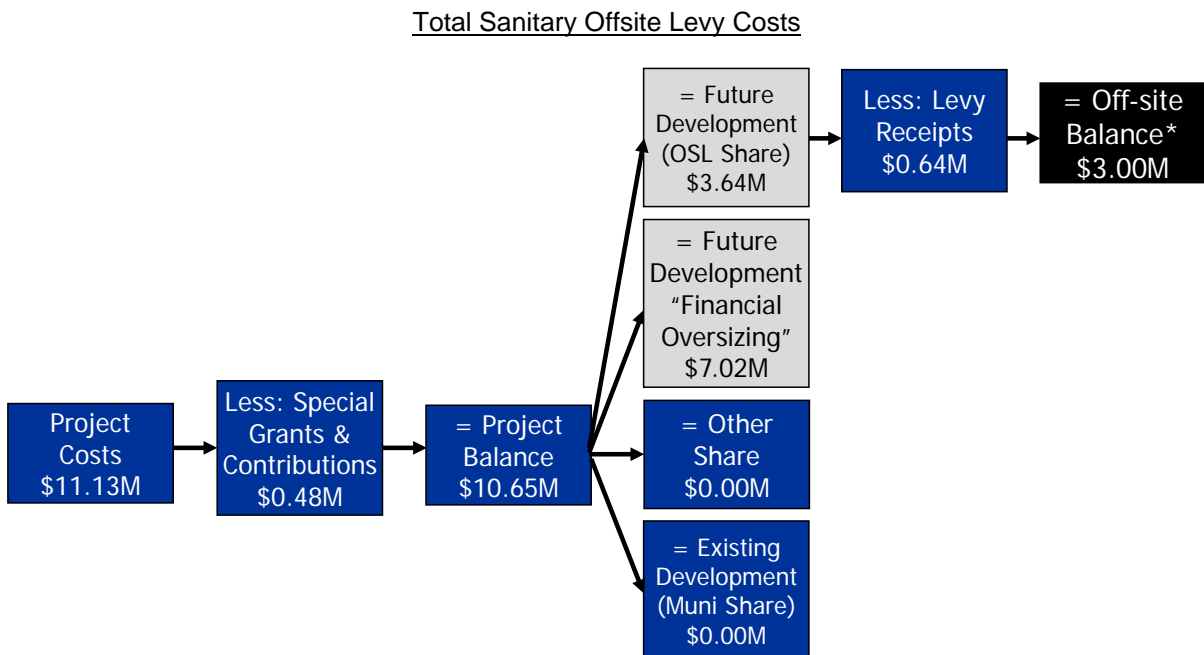 Total Sanitary Offsite Levy Costs
Project
Costs
$11.13M
Less: Special
Grants &
Contributions
$0.48M
= Project
Balance
$10.65M
= Future
Development
(OSL Share)
$3.64M
Less: Levy
Receipts
$0.64M
= Off-site
Balance*
$3.00M
= Future
Development
“Financial
Oversizing”
$7.02M
= Other
Share
$0.00M
= Existing
Development
(Muni Share)
$0.00M